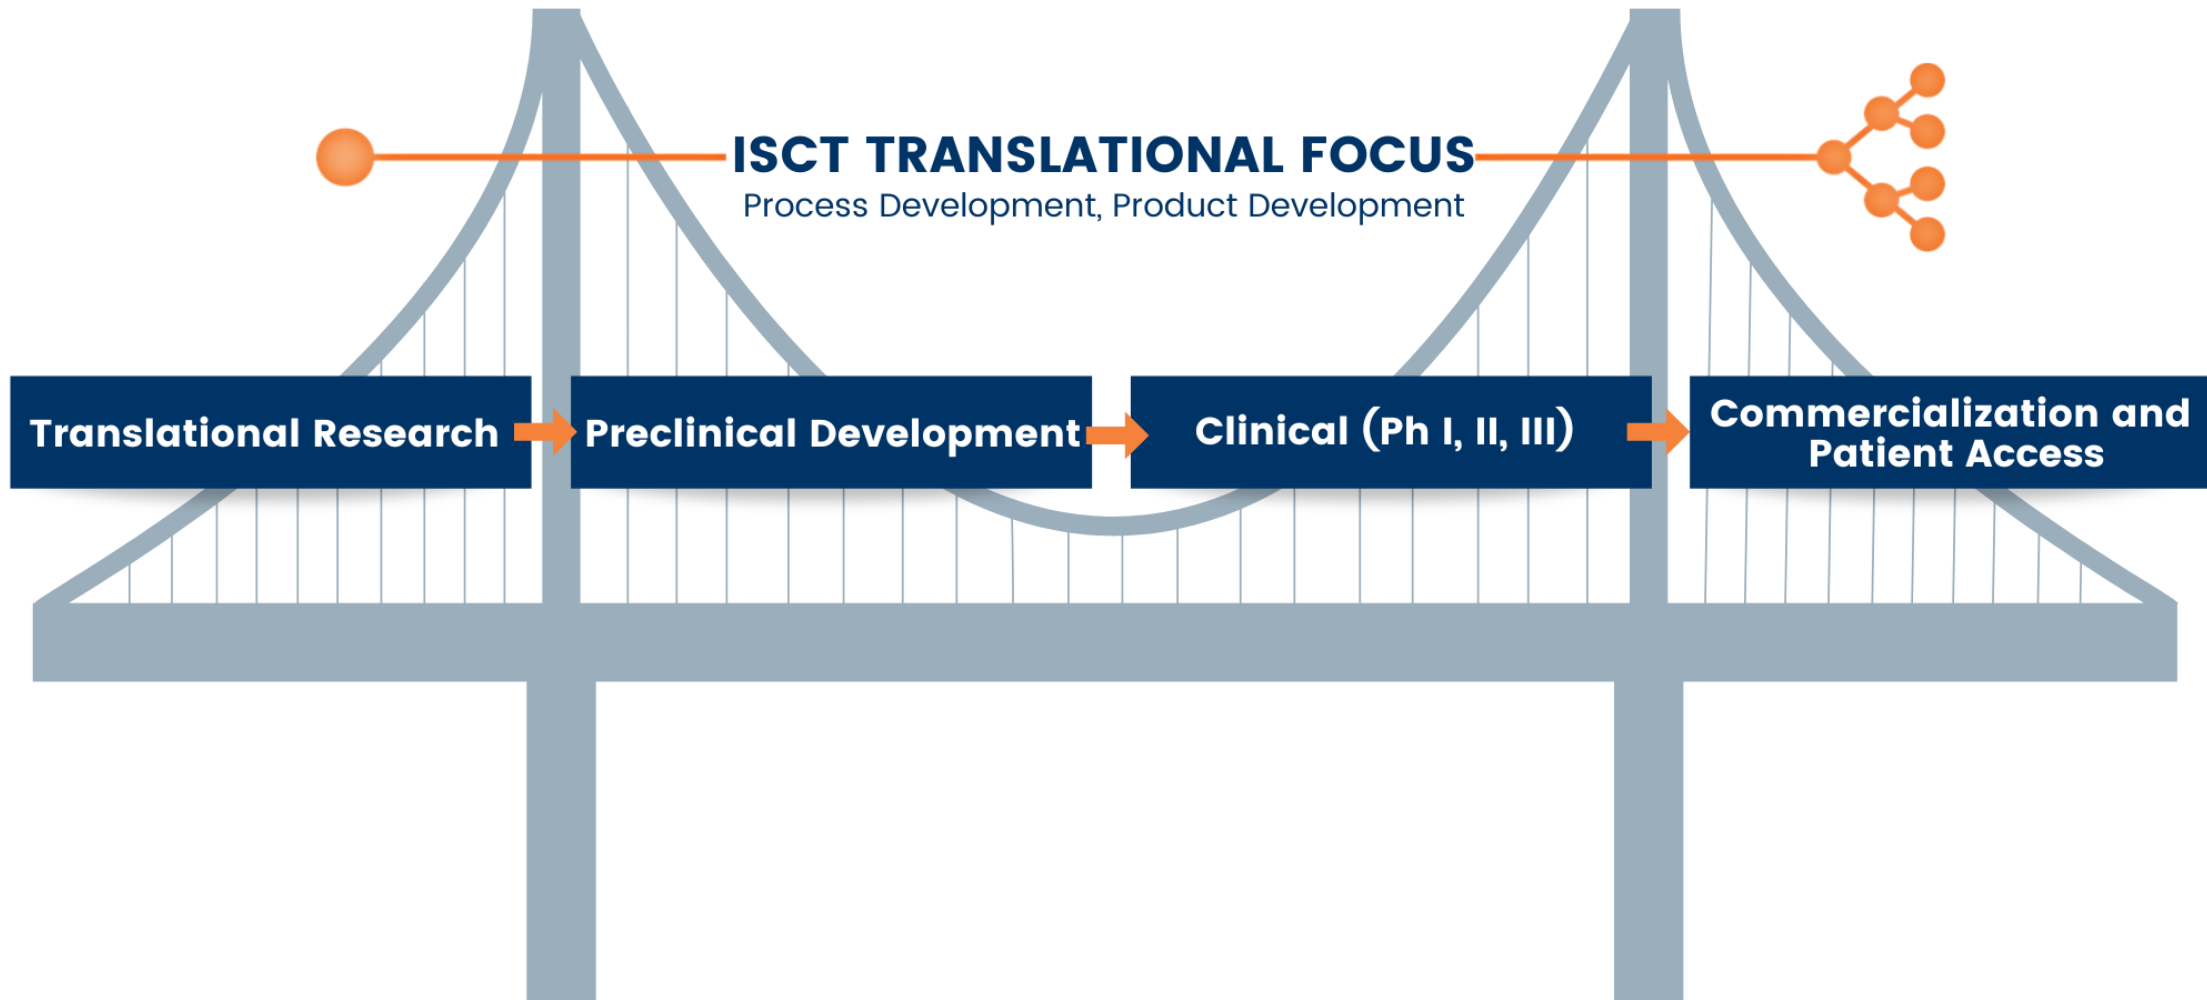 ISCT TRANSLATIONAL FOCUS
Process Development, Product Development
Translational Research
Preclinical Development
Clinical (Ph I, II, III)
Commercialization and
Patient Access